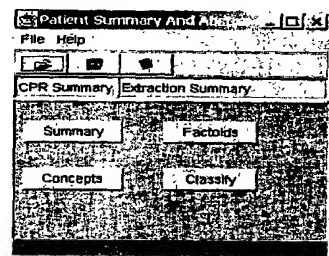 Patient Summary And
File Help
CPR Summary Extraction Summary
Summary Factoids
Concepts Classify